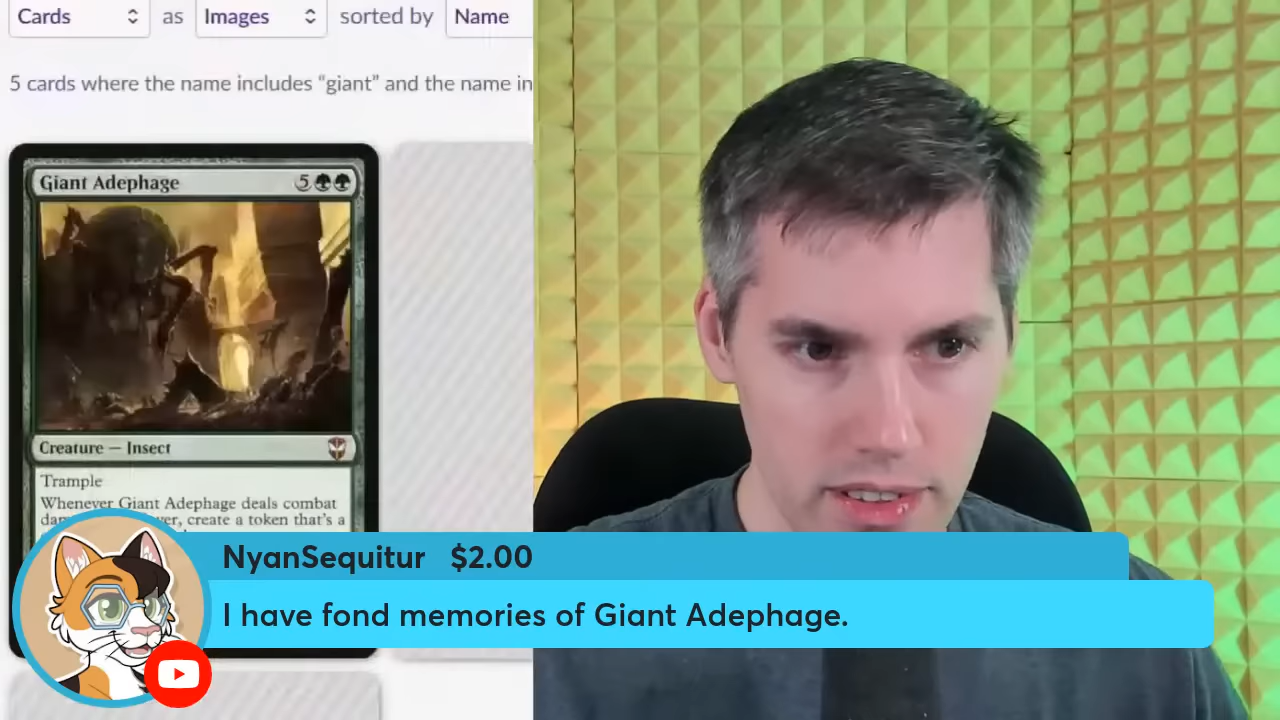 Cards as Images sorted by Name
5 cards where the name includes “giant” and the name in
Giant Adephage 5
Creature — Insect
Trample
Whenever Giant Adephage deals combat
create a token that's a
NyanSequitur $2.00
I have fond memories of Giant Adephage.